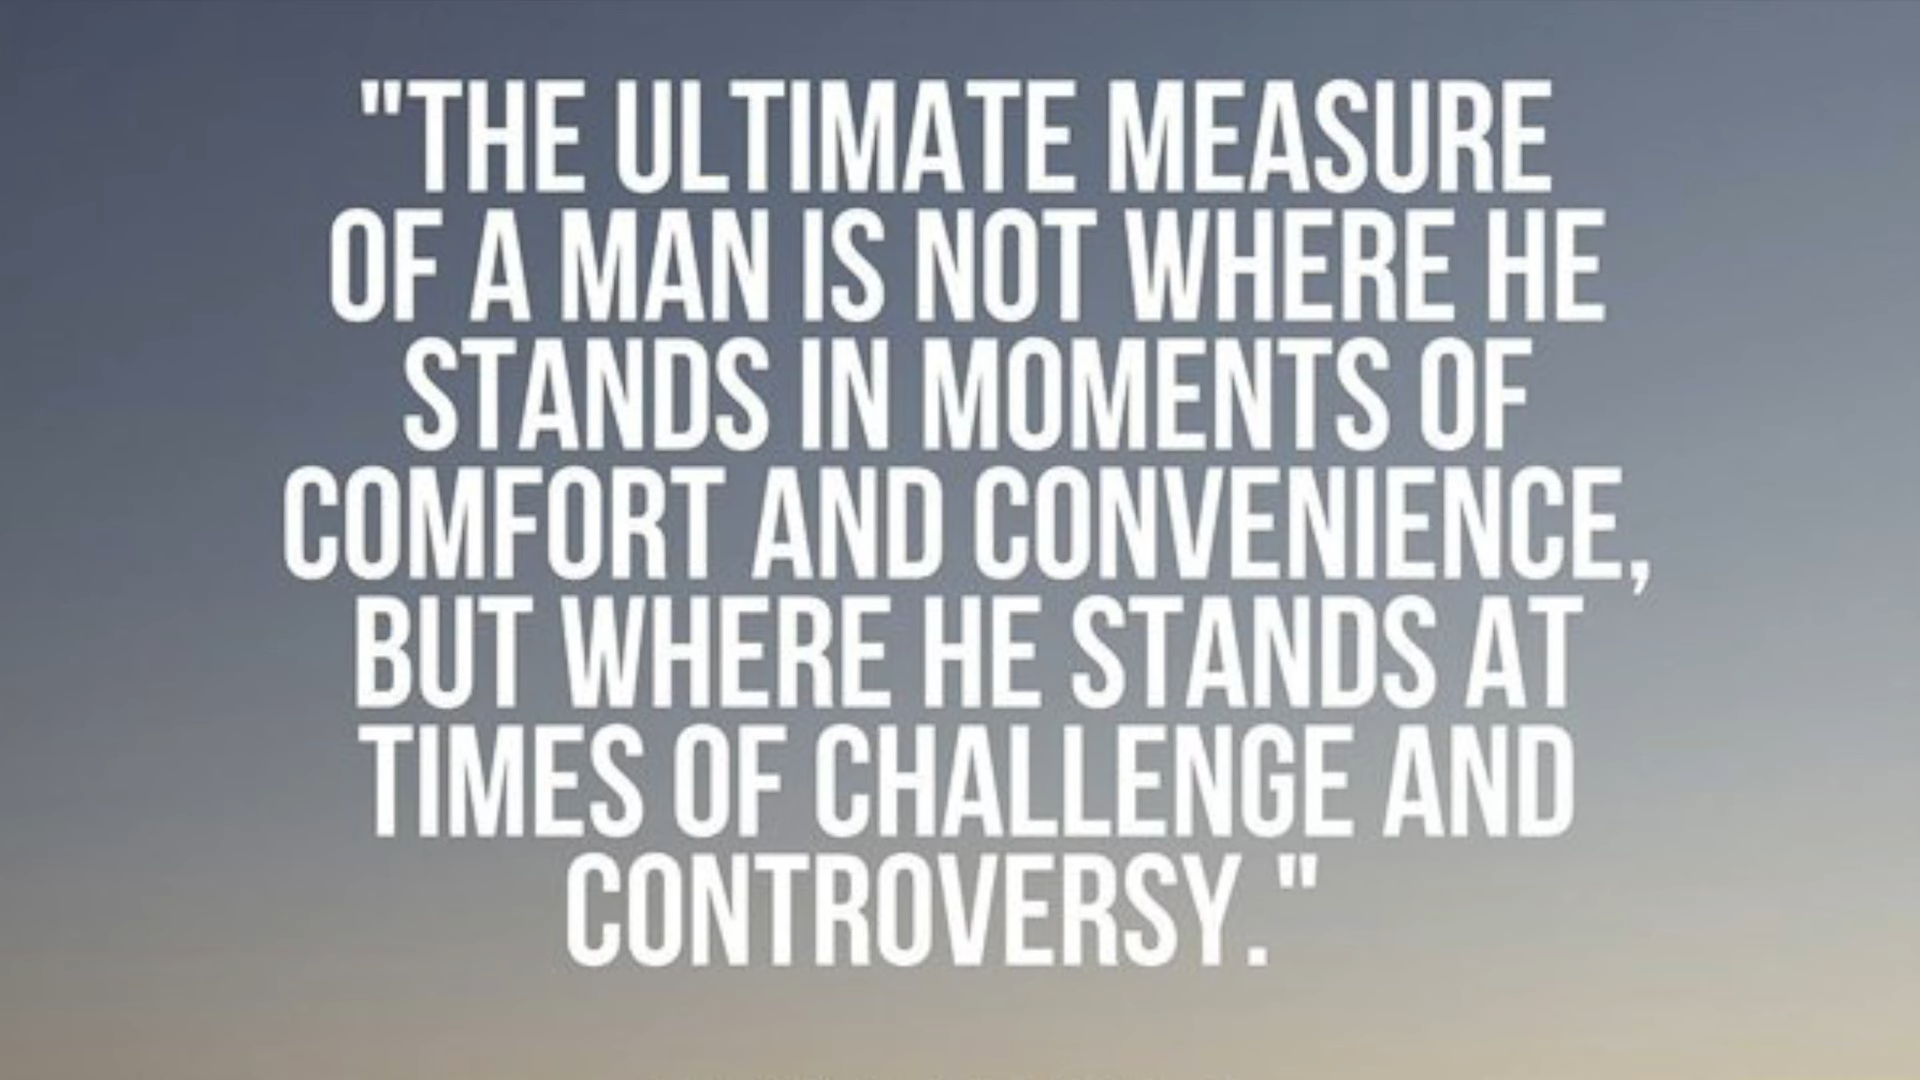 "THE ULTIMATE MEASURE
OF A MAN IS NOT WHERE HE
STANDS IN MOMENTS OF
COMFORT AND CONVENIENCE,
BUT WHERE HE STANDS AT
TIMES OF CHALLENGE AND
CONTROVERSY."